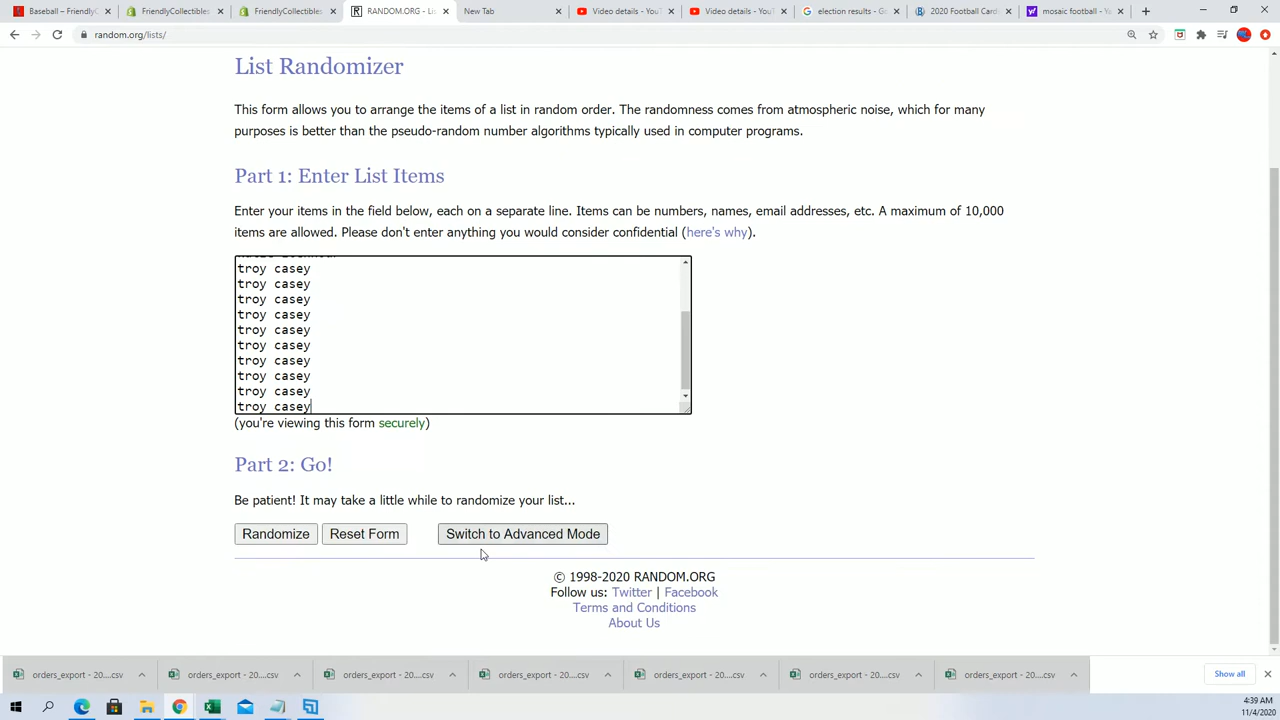 Baseball – FriendlyC
FriendlyCollectibles
FriendlyCollectibles
RANDOM.ORG - Lis
New Tab
Video details - YouT
Video details - YouT
election results - Go
2020 Football Card
mosaic football - Ya
random.org/lists/
List Randomizer
This form allows you to arrange the items of a list in random order. The randomness comes from atmospheric noise, which for many
purposes is better than the pseudo-random number algorithms typically used in computer programs.
Part 1: Enter List Items
Enter your items in the field below, each on a separate line. Items can be numbers, names, email addresses, etc. A maximum of 10,000
items are allowed. Please don't enter anything you would consider confidential (here's why).
troy casey
troy casey
troy casey
troy casey
troy casey
troy casey
troy casey
troy casey
troy casey
troy casey
(you're viewing this form securely)
Part 2: Go!
Be patient! It may take a little while to randomize your list...
Randomize Reset Form Switch to Advanced Mode
© 1998-2020 RANDOM.ORG
Follow us: Twitter | Facebook
Terms and Conditions
About Us
orders_export - 20....csv
orders_export - 20....csv
orders_export - 20....csv
orders_export - 20....csv
orders_export - 20....csv
orders_export - 20....csv
orders_export - 20....csv
Show all
4:39 AM
11/4/2020